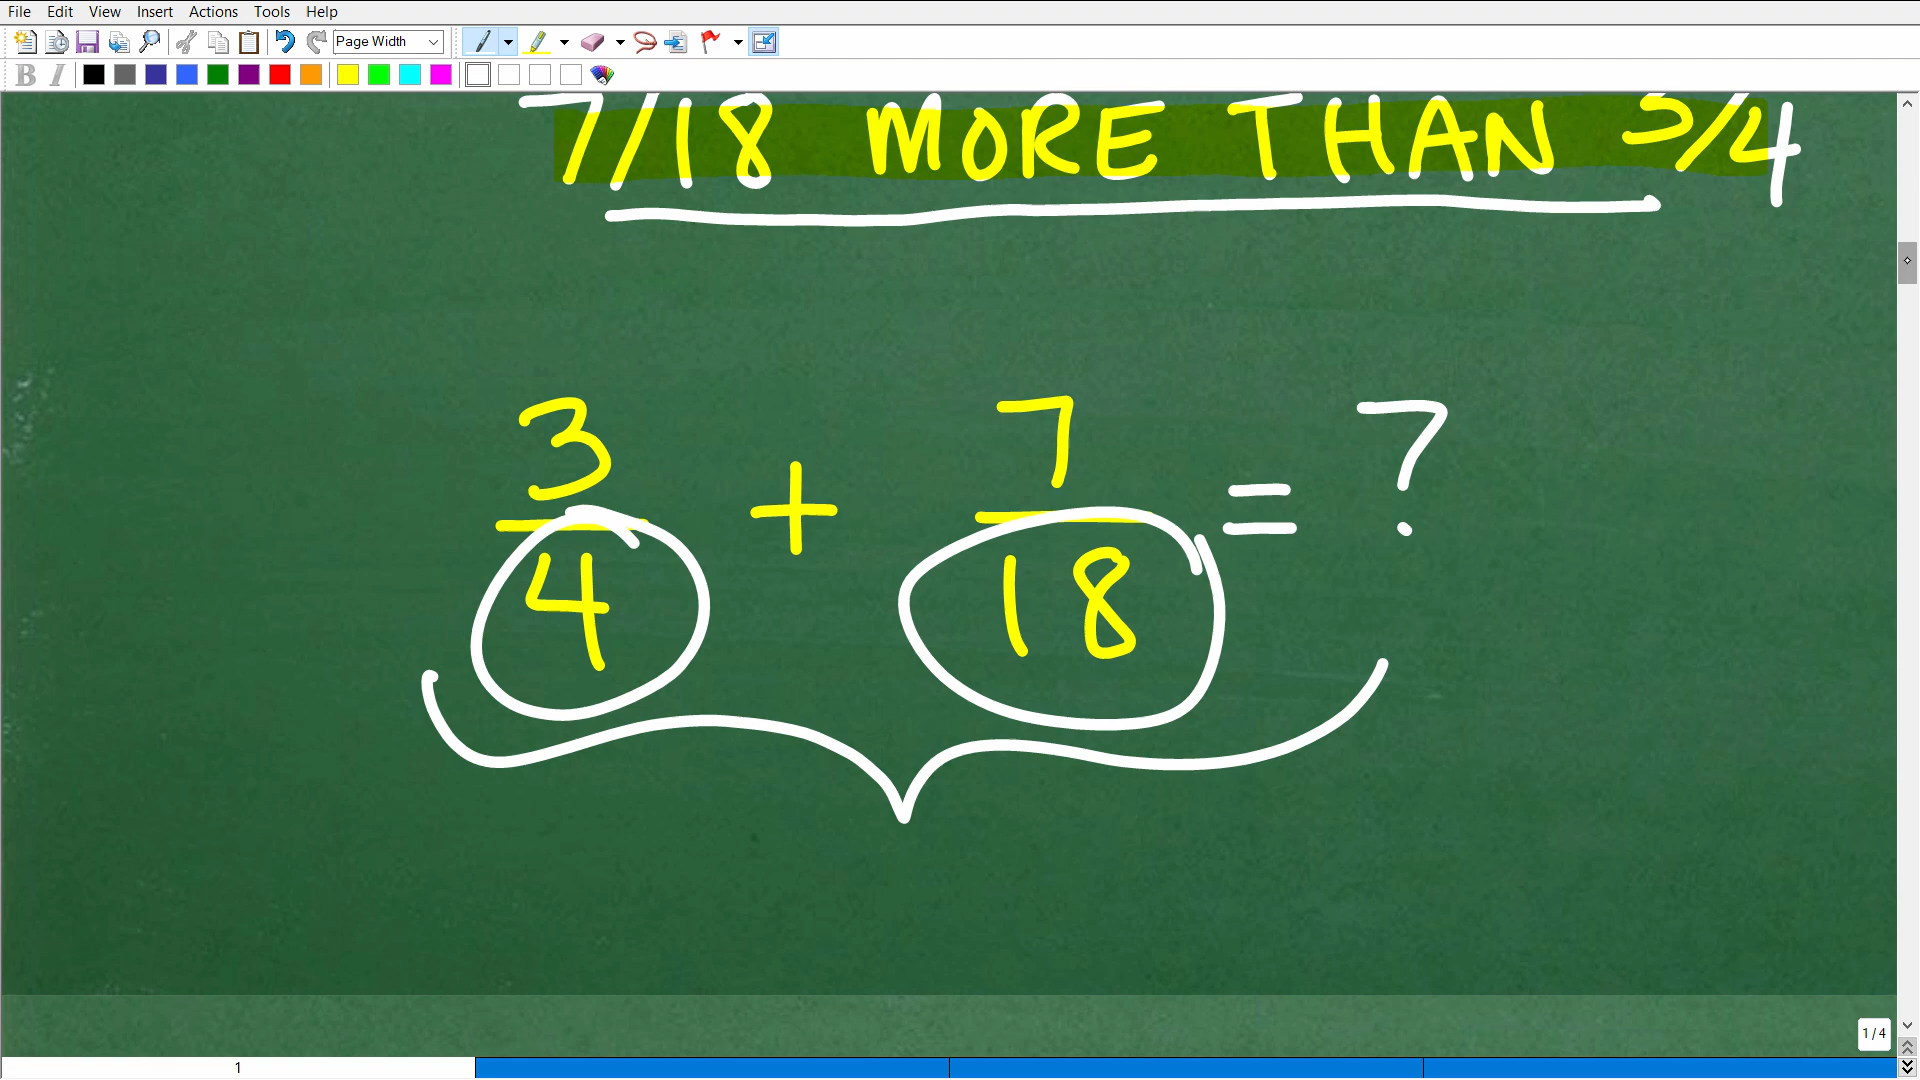 File Edit View Insert Actions Tools Help
Page Width
B I
7/18 MORE THAN 3/4
3/4 + 7/18 = ?
1 / 4
1